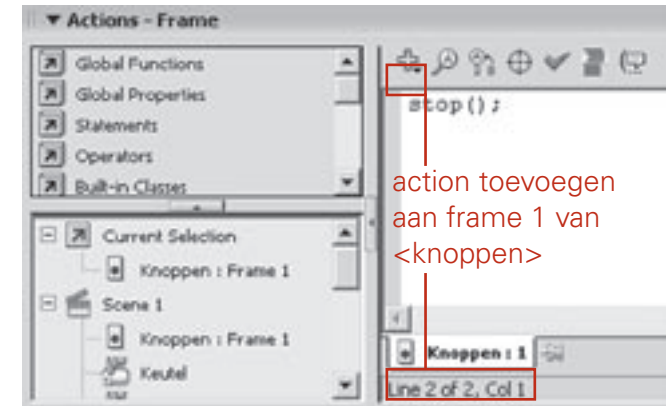 Actions - Frame
Global Functions
Global Properties
Statements
Operators
Built-in Classes
Current Selection
Knoppen : Frame 1
Scene 1
Knoppen : Frame 1
Keutel
stop();
action toevoegen
aan frame 1 van
<knoppen>
Knoppen : 1
Line 2 of 2, Col 1